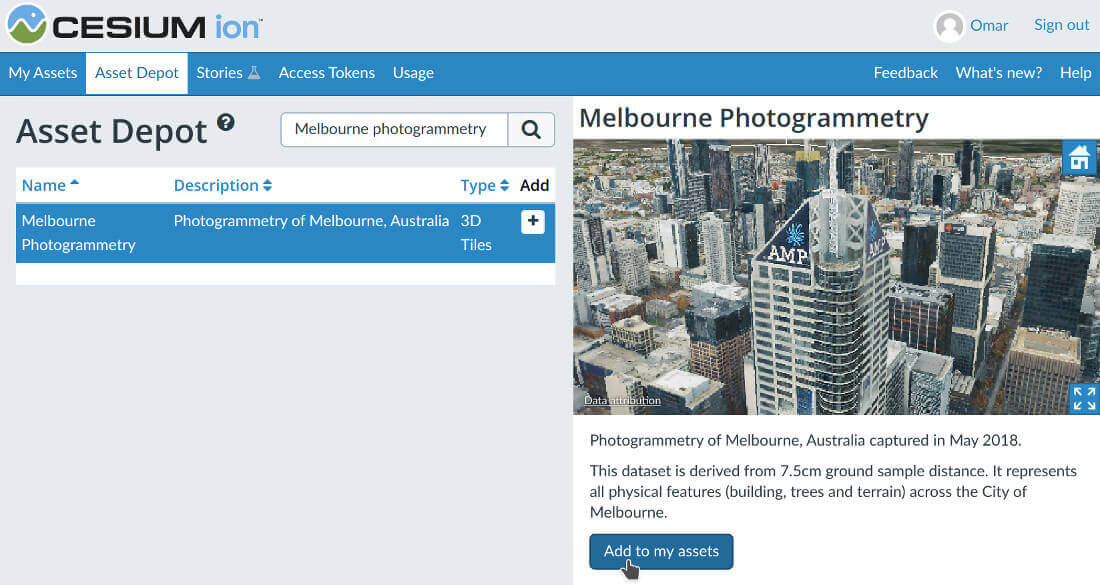 CESIUM ion™
Omar
Sign out
My Assets
Asset Depot
Stories
Access Tokens
Usage
Feedback
What's new?
Help
Asset Depot ?
Melbourne photogrammetry
Name
Description
Type
Add
Melbourne
Photogrammetry
Photogrammetry of Melbourne, Australia
3D
Tiles
+
Melbourne Photogrammetry
AMP
AMP
Data attribution
Photogrammetry of Melbourne, Australia captured in May 2018.
This dataset is derived from 7.5cm ground sample distance. It represents
all physical features (building, trees and terrain) across the City of
Melbourne.
Add to my assets